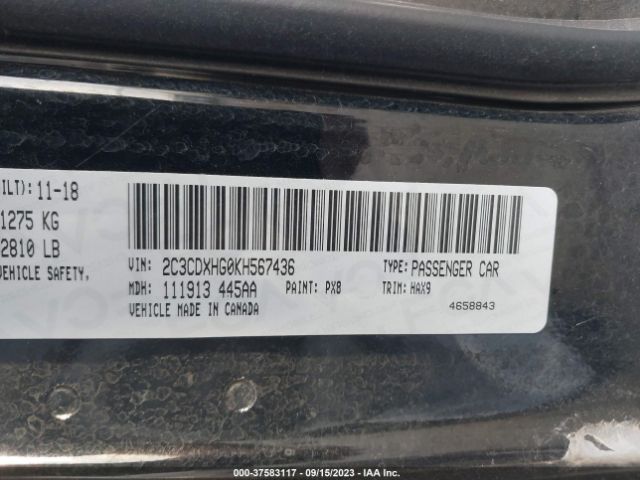 ILT): 11-18
1275 KG
2810 LB
VEHICLE SAFETY,
VIN: 2C3CDXHG0KH567436 TYPE: PASSENGER CAR
MDH: 111913 445AA PAINT: PX8 TRIM: HAX9
VEHICLE MADE IN CANADA 4658843
000-37583117 - 09/15/2023 - IAA Inc.